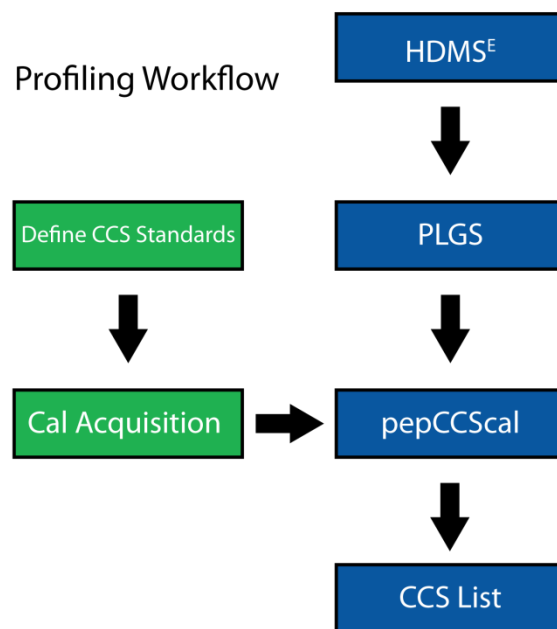 HDMSᴱ
Profiling Workflow
Define CCS Standards
PLGS
Cal Acquisition
pepCCScal
CCS List